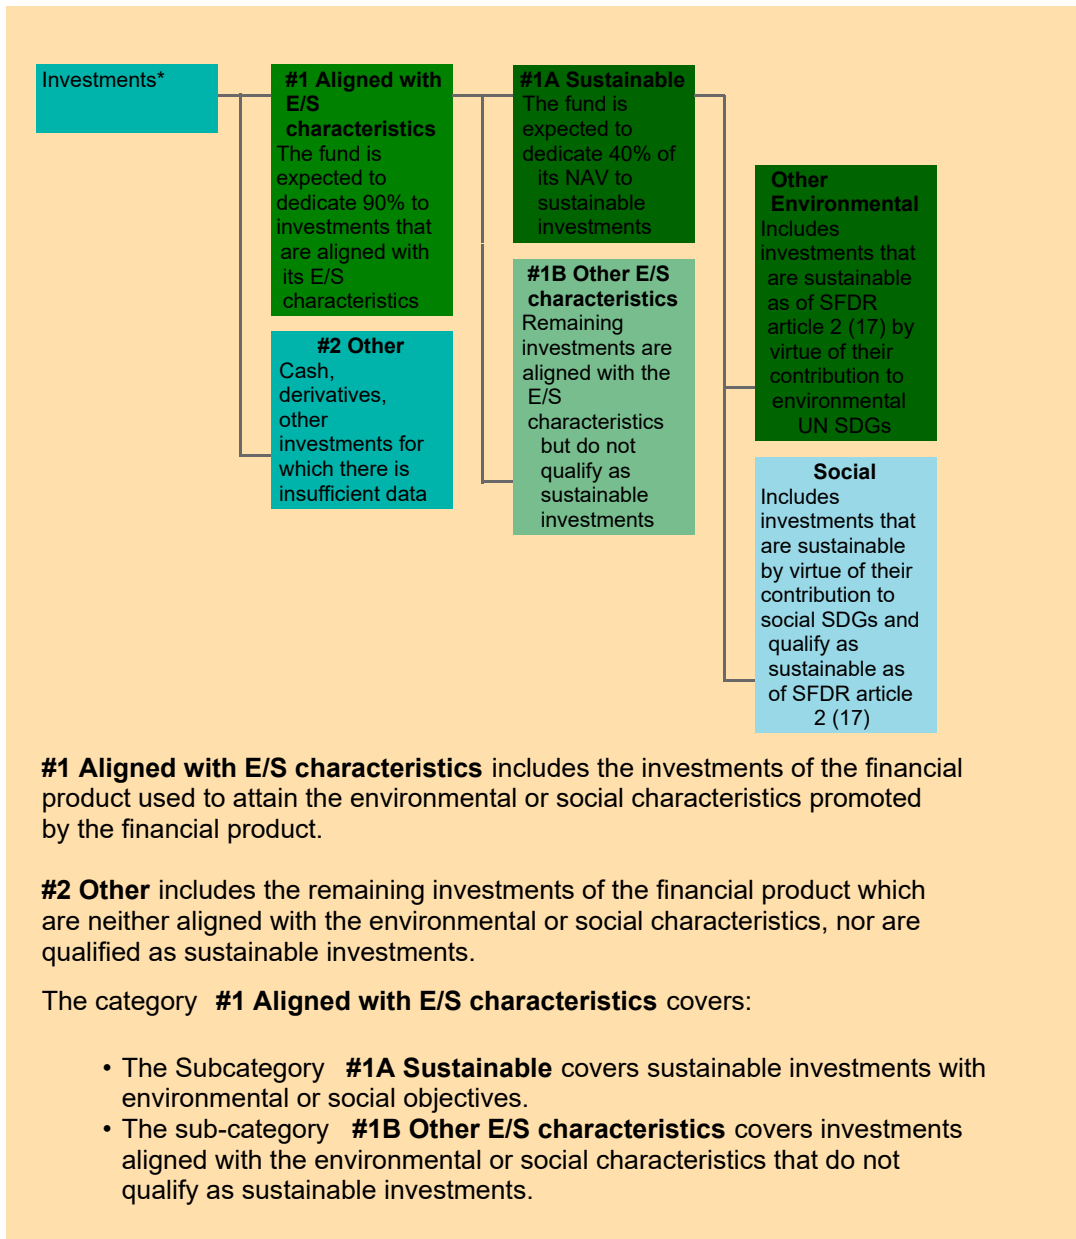 Investments*
#1 Aligned with
E/S
characteristics
The fund is
expected to
dedicate 90% to
investments that
are aligned with
its E/S
characteristics
#2 Other
Cash,
derivatives,
other
investments for
which there is
insufficient data
#1A Sustainable
The fund is
expected to
dedicate 40% of
its NAV to
sustainable
investments
#1B Other E/S
characteristics
Remaining
investments are
aligned with the
E/S
characteristics
but do not
qualify as
sustainable
investments
Other
Environmental
Includes
investments that
are sustainable
as of SFDR
article 2 (17) by
virtue of their
contribution to
environmental
UN SDGs
Social
Includes
investments that
are sustainable
by virtue of their
contribution to
social SDGs and
qualify as
sustainable as
of SFDR article
2 (17)
#1 Aligned with E/S characteristics includes the investments of the financial
product used to attain the environmental or social characteristics promoted
by the financial product.
#2 Other includes the remaining investments of the financial product which
are neither aligned with the environmental or social characteristics, nor are
qualified as sustainable investments.
The category #1 Aligned with E/S characteristics covers:
• The Subcategory #1A Sustainable covers sustainable investments with
environmental or social objectives.
• The sub-category #1B Other E/S characteristics covers investments
aligned with the environmental or social characteristics that do not
qualify as sustainable investments.